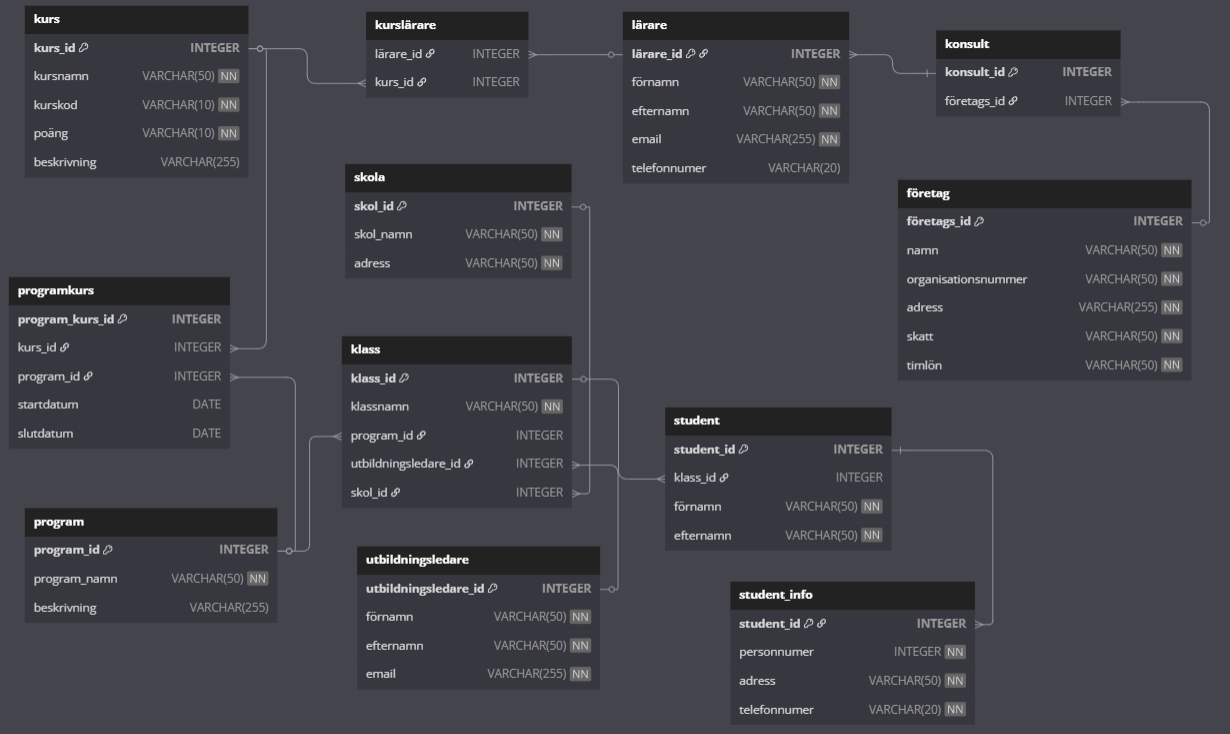 kurs
kurs_id INTEGER
kursnamn VARCHAR(50) NN
kurskod VARCHAR(10) NN
poäng VARCHAR(10) NN
beskrivning VARCHAR(255)
kurslärare
lärare_id INTEGER
kurs_id INTEGER
lärare
lärare_id INTEGER
förnamn VARCHAR(50) NN
efternamn VARCHAR(50) NN
email VARCHAR(255) NN
telefonnumer VARCHAR(20)
konsult
konsult_id INTEGER
företags_id INTEGER
skola
skol_id INTEGER
skol_namn VARCHAR(50) NN
adress VARCHAR(50) NN
företag
företags_id INTEGER
namn VARCHAR(50) NN
organisationsnummer VARCHAR(50) NN
adress VARCHAR(255) NN
skatt VARCHAR(50) NN
timlön VARCHAR(50) NN
programkurs
program_kurs_id INTEGER
kurs_id INTEGER
program_id INTEGER
startdatum DATE
slutdatum DATE
klass
klass_id INTEGER
klassnamn VARCHAR(50) NN
program_id INTEGER
utbildningsledare_id INTEGER
skol_id INTEGER
student
student_id INTEGER
klass_id INTEGER
förnamn VARCHAR(50) NN
efternamn VARCHAR(50) NN
program
program_id INTEGER
program_namn VARCHAR(50) NN
beskrivning VARCHAR(255)
utbildningsledare
utbildningsledare_id INTEGER
förnamn VARCHAR(50) NN
efternamn VARCHAR(50) NN
email VARCHAR(255) NN
student_info
student_id INTEGER
personnumer INTEGER NN
adress VARCHAR(50) NN
telefonnumer VARCHAR(20) NN